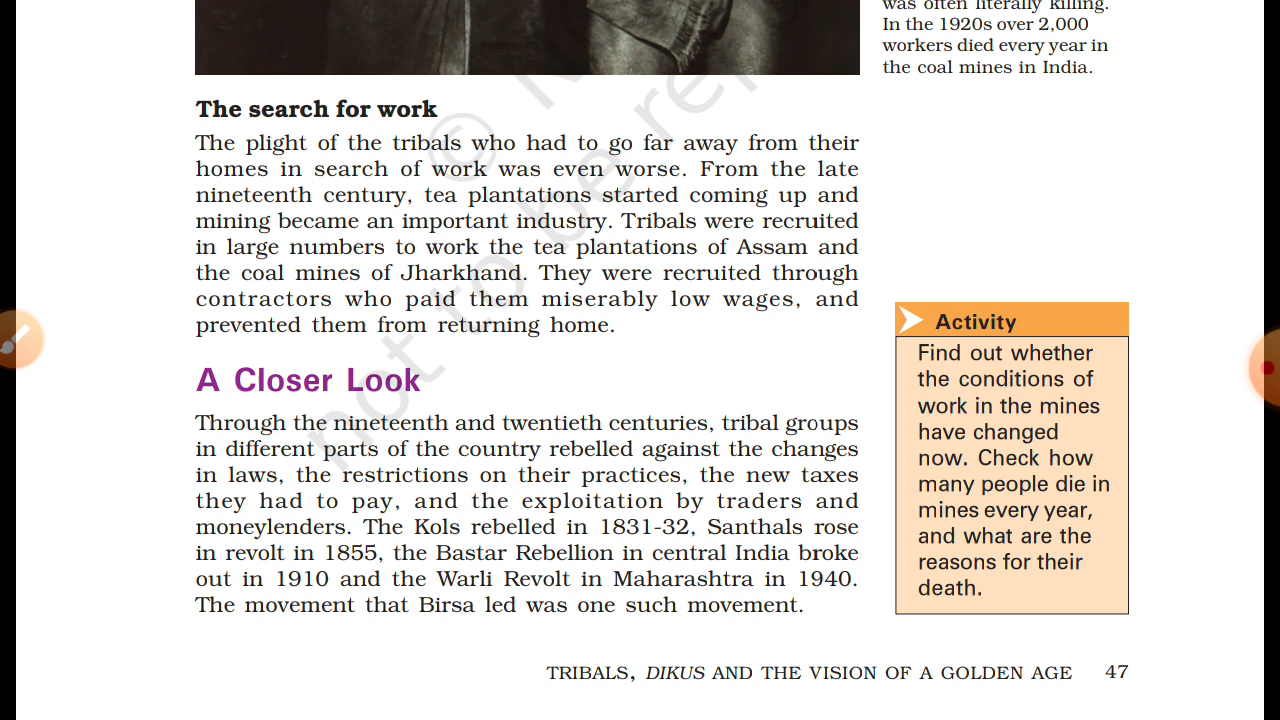 was often literally killing.
In the 1920s over 2,000
workers died every year in
the coal mines in India.
The search for work
The plight of the tribals who had to go far away from their
homes in search of work was even worse. From the late
nineteenth century, tea plantations started coming up and
mining became an important industry. Tribals were recruited
in large numbers to work the tea plantations of Assam and
the coal mines of Jharkhand. They were recruited through
contractors who paid them miserably low wages, and
prevented them from returning home.
A Closer Look
Through the nineteenth and twentieth centuries, tribal groups
in different parts of the country rebelled against the changes
in laws, the restrictions on their practices, the new taxes
they had to pay, and the exploitation by traders and
moneylenders. The Kols rebelled in 1831-32, Santhals rose
in revolt in 1855, the Bastar Rebellion in central India broke
out in 1910 and the Warli Revolt in Maharashtra in 1940.
The movement that Birsa led was one such movement.
Activity
Find out whether
the conditions of
work in the mines
have changed
now. Check how
many people die in
mines every year,
and what are the
reasons for their
death.
TRIBALS, DIKUS AND THE VISION OF A GOLDEN AGE 47
©
not to be